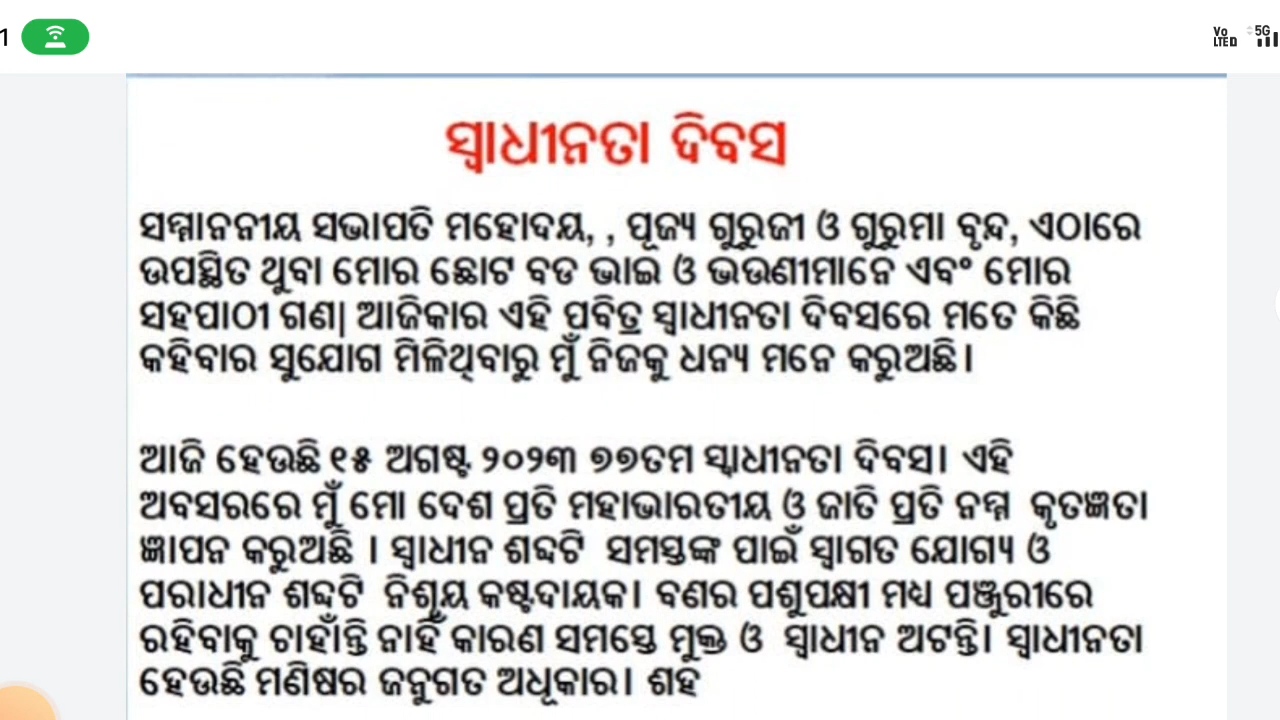 1
Vo LTE D 5G
ସ୍ୱାଧୀନତା ଦିବସ
ସମ୍ମାନନୀୟ ସଭାପତି ମହୋଦୟ, , ପୂଜ୍ୟ ଗୁରୁଜୀ ଓ ଗୁରୁମା ବୃନ୍ଦ, ଏଠାରେ
ଉପସ୍ଥିତ ଥୁବା ମୋର ଛୋଟ ବଡ ଭାଇ ଓ ଭଉଣୀମାନେ ଏବଂ ମୋର
ସହପାଠୀ ଗଣ| ଆଜିକାର ଏହି ପବିତ୍ର ସ୍ୱାଧୀନତା ଦିବସରେ ମତେ କିଛି
କହିବାର ସୁଯୋଗ ମିଳିଥିବାରୁ ମୁଁ ନିଜକୁ ଧନ୍ୟ ମନେ କରୁଅଛି।
ଆଜି ହେଉଛି ୧୫ ଅଗଷ୍ଟ ୨୦୨୩ ୭୭ତମ ସ୍ୱାଧୀନତା ଦିବସ। ଏହି
ଅବସରରେ ମୁଁ ମୋ ଦେଶ ପ୍ରତି ମହାଭାରତୀୟ ଓ ଜାତି ପ୍ରତି ନମ୍ର କୃତଜ୍ଞତା
ଜ୍ଞାପନ କରୁଅଛି । ସ୍ୱାଧୀନ ଶବ୍ଦଟି ସମସ୍ତଙ୍କ ପାଇଁ ସ୍ୱାଗତ ଯୋଗ୍ୟ ଓ
ପରାଧୀନ ଶବ୍ଦଟି ନିଶ୍ଚୟ କଷ୍ଟଦାୟକ। ବଣର ପଶୁପକ୍ଷୀ ମଧ୍ୟ ପଞ୍ଜୁରୀରେ
ରହିବାକୁ ଚାହାଁନ୍ତି ନାହିଁ କାରଣ ସମସ୍ତେ ମୁକ୍ତ ଓ ସ୍ୱାଧୀନ ଅଟନ୍ତି। ସ୍ୱାଧୀନତା
ହେଉଛି ମଣିଷର ଜନ୍ମଗତ ଅଧିକାର। ଶହ